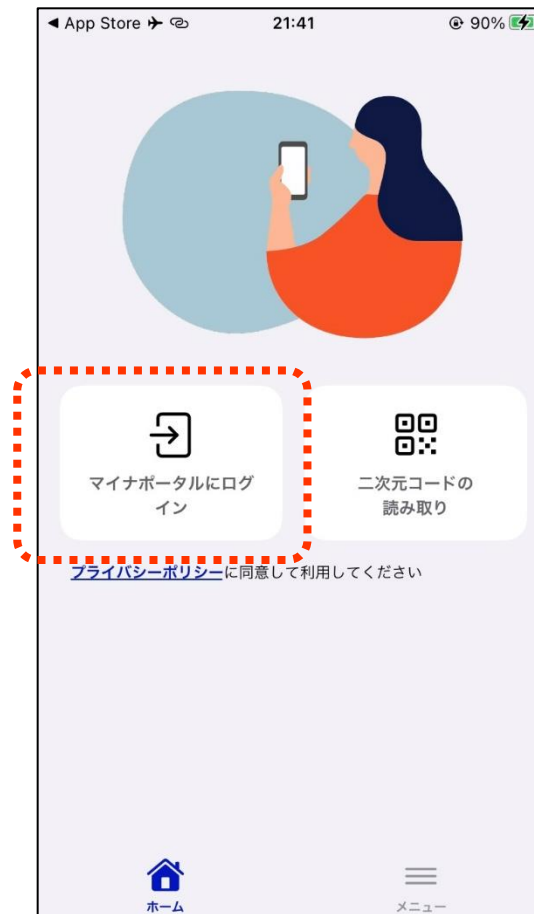 ◀ App Store
21:41
90%
マイナポータルにログ
イン
二次元コードの
読み取り
プライバシーポリシーに同意して利用してください
ホーム
メニュー